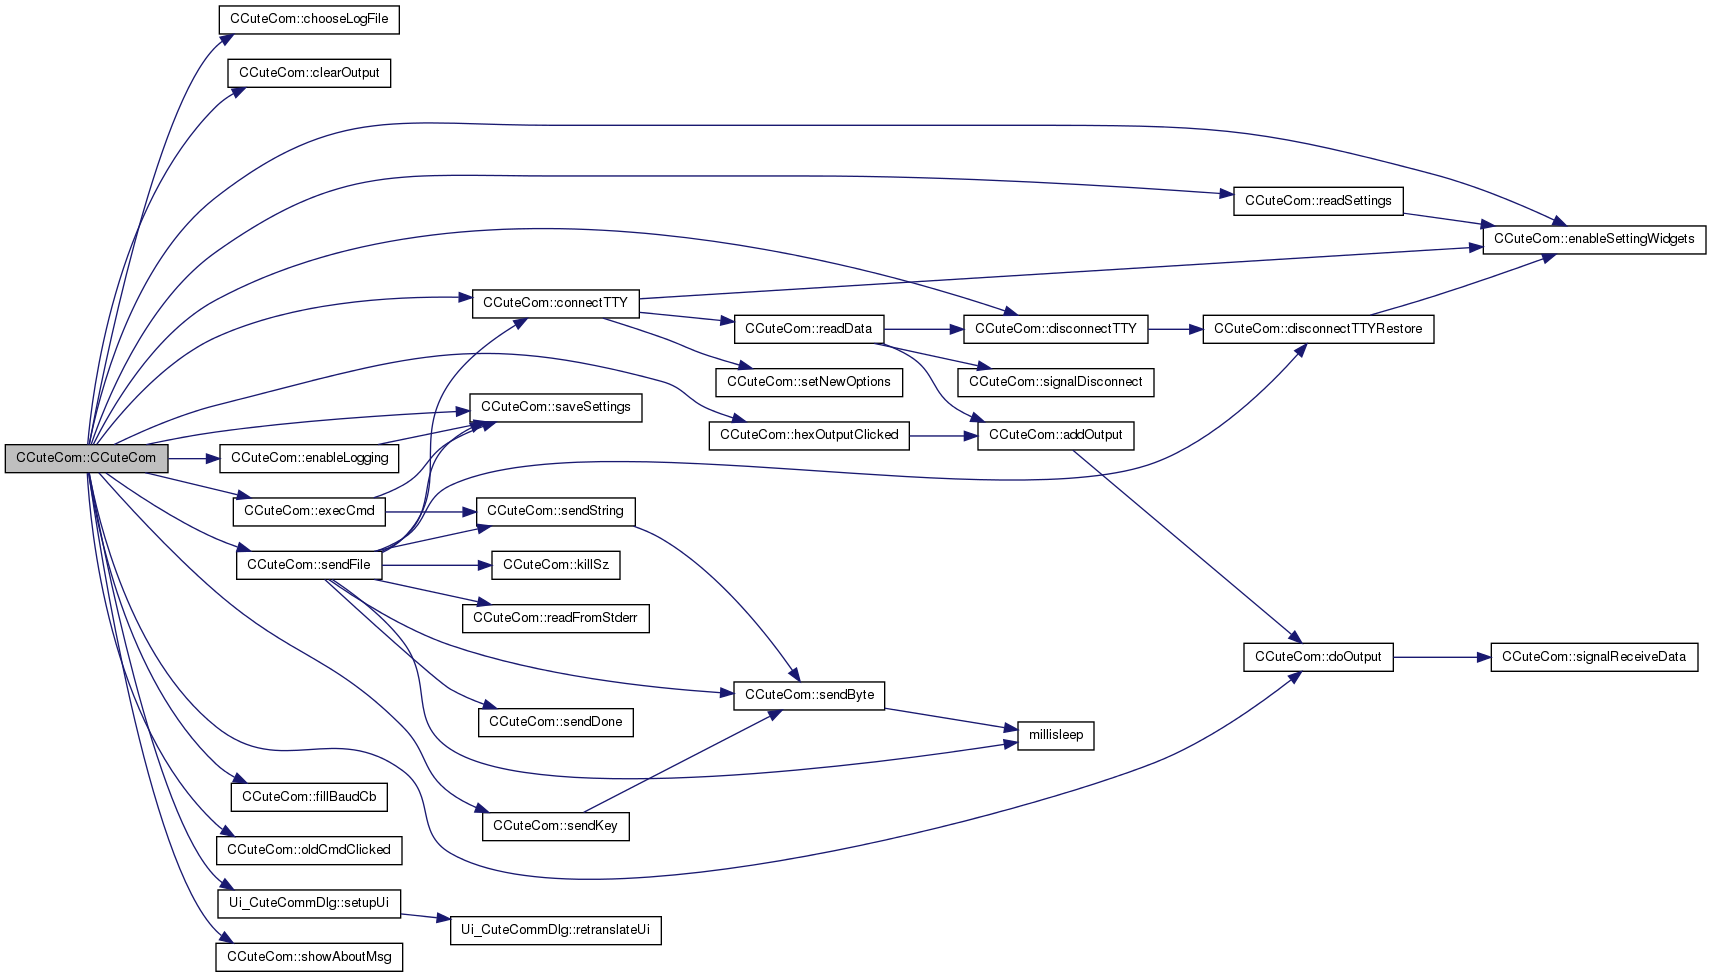 CCuteCom::chooseLogFile
CCuteCom::clearOutput
CCuteCom::readSettings
CCuteCom::enableSettingWidgets
CCuteCom::connectTTY
CCuteCom::readData
CCuteCom::disconnectTTY
CCuteCom::disconnectTTYRestore
CCuteCom::setNewOptions
CCuteCom::signalDisconnect
CCuteCom::saveSettings
CCuteCom::hexOutputClicked
CCuteCom::addOutput
CCuteCom::CCuteCom
CCuteCom::enableLogging
CCuteCom::execCmd
CCuteCom::sendString
CCuteCom::sendFile
CCuteCom::killSz
CCuteCom::readFromStderr
CCuteCom::doOutput
CCuteCom::signalReceiveData
CCuteCom::sendByte
CCuteCom::sendDone
millisleep
CCuteCom::fillBaudCb
CCuteCom::sendKey
CCuteCom::oldCmdClicked
Ui_CuteCommDlg::setupUi
Ui_CuteCommDlg::retranslateUi
CCuteCom::showAboutMsg